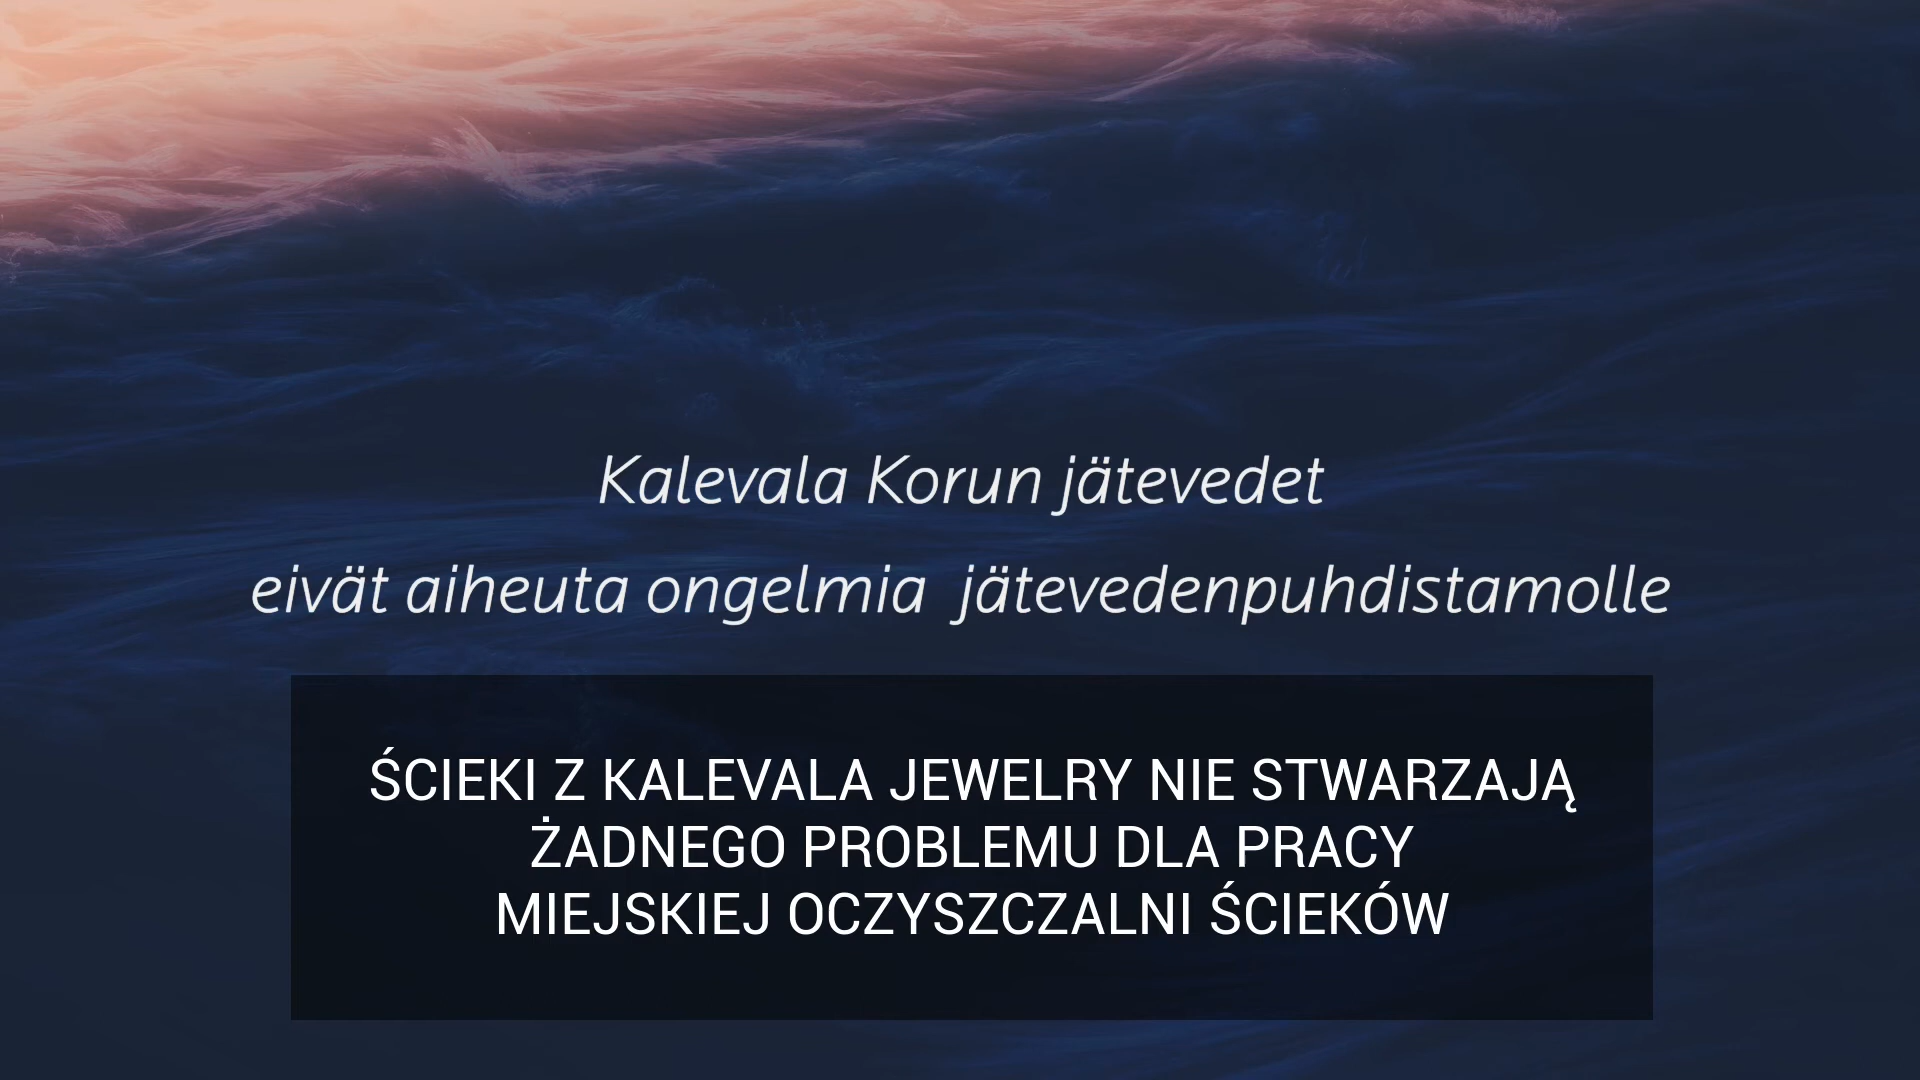 Kalevala Korun jätevedet
eivät aiheuta ongelmia jätevedenpuhdistamolle
ŚCIEKI Z KALEVALA JEWELRY NIE STWARZAJĄ
ŻADNEGO PROBLEMU DLA PRACY
MIEJSKIEJ OCZYSZCZALNI ŚCIEKÓW